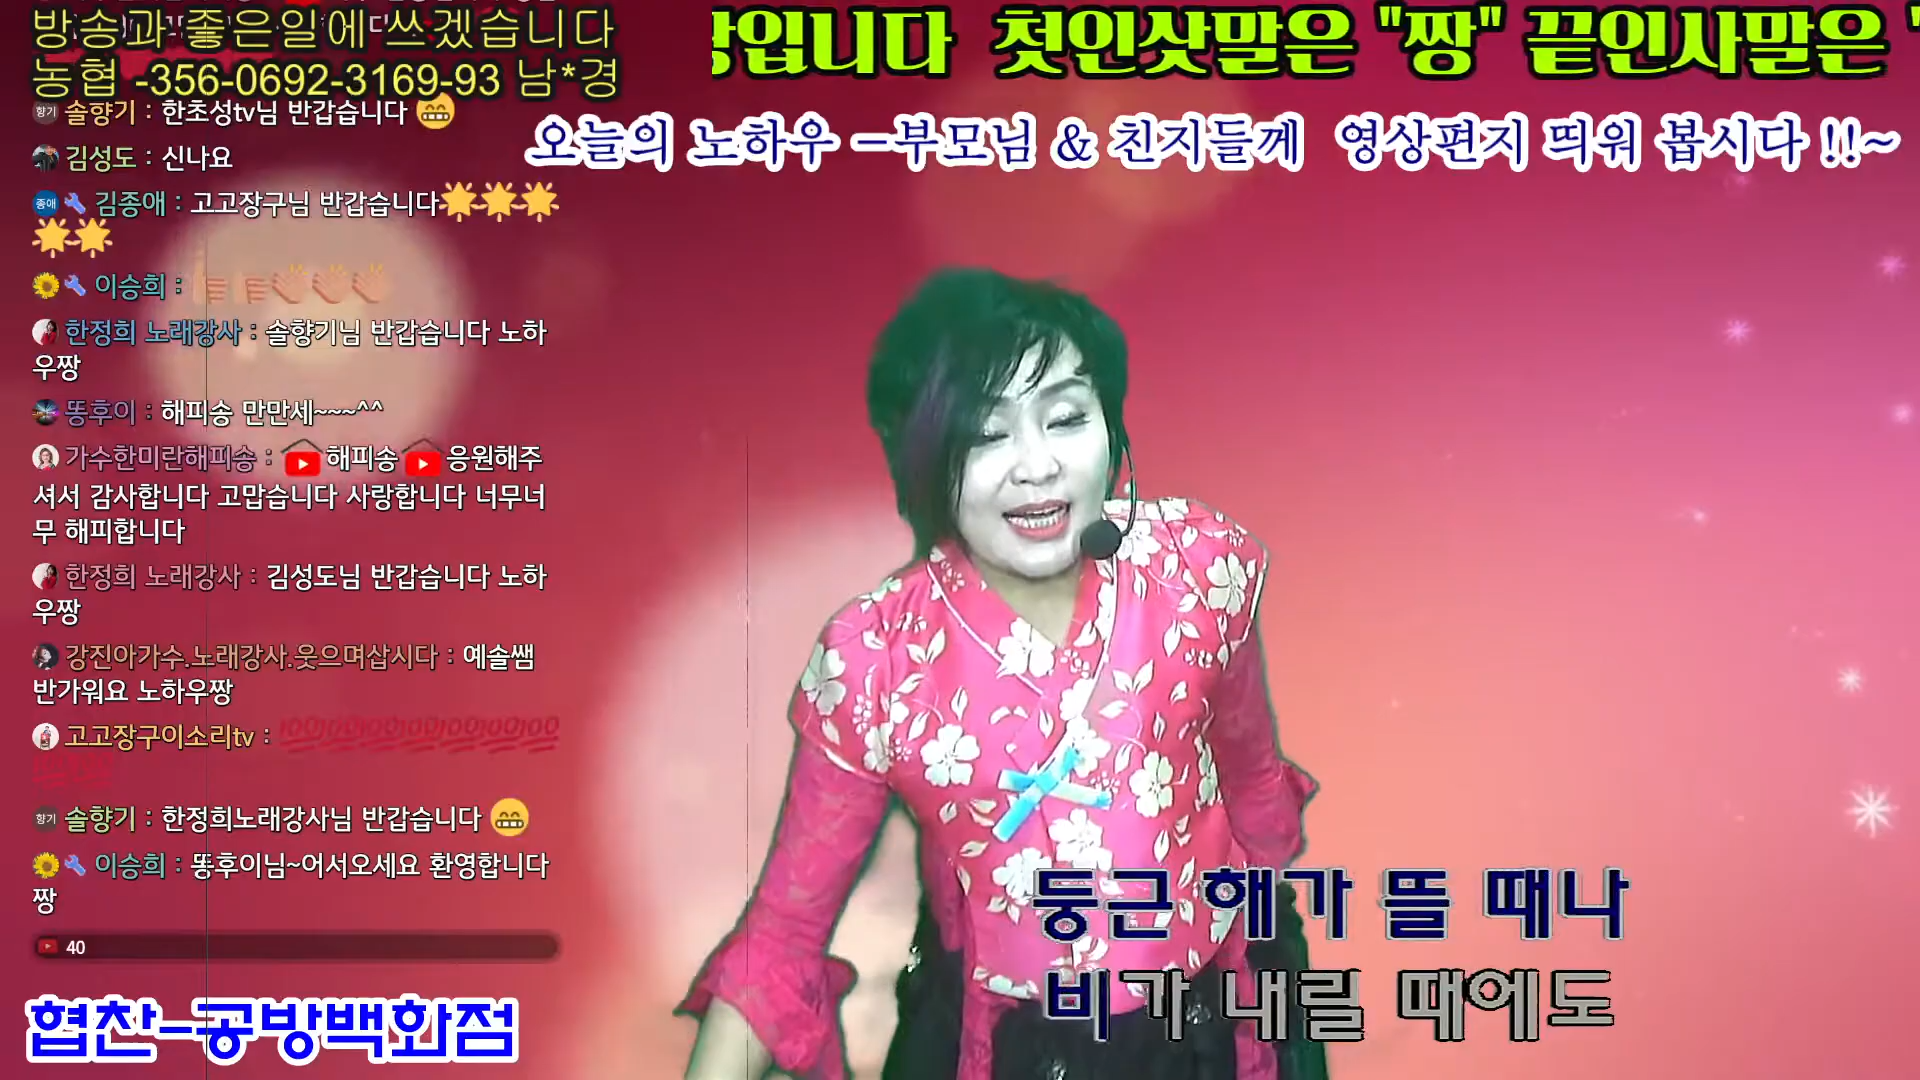 방송과 좋은일에 쓰겠습니다
농협 -356-0692-3169-93 남*경
입니다 첫인삿말은 "짱" 끝인사말은
오늘의 노하우 -부모님 & 친지들께 영상편지 띄워 봅시다 !!~
향기 솔향기 : 한초성tv님 반갑습니다
김성도 : 신나요
종애 김종애 : 고고장구님 반갑습니다
이승희 :
한정희 노래강사 : 솔향기님 반갑습니다 노하
우짱
똥후이 : 해피송 만만세~~~^^
가수한미란해피송 : 해피송 응원해주
셔서 감사합니다 고맙습니다 사랑합니다 너무너
무 해피합니다
한정희 노래강사 : 김성도님 반갑습니다 노하
우짱
강진아가수.노래강사.웃으며삽시다 : 예솔쌤
반가워요 노하우짱
고고장구이소리tv :
향기 솔향기 : 한정희노래강사님 반갑습니다
이승희 : 똥후이님~어서오세요 환영합니다
짱
40
협찬-공방백화점
둥근 해가 뜰 때나
비가 내릴 때에도